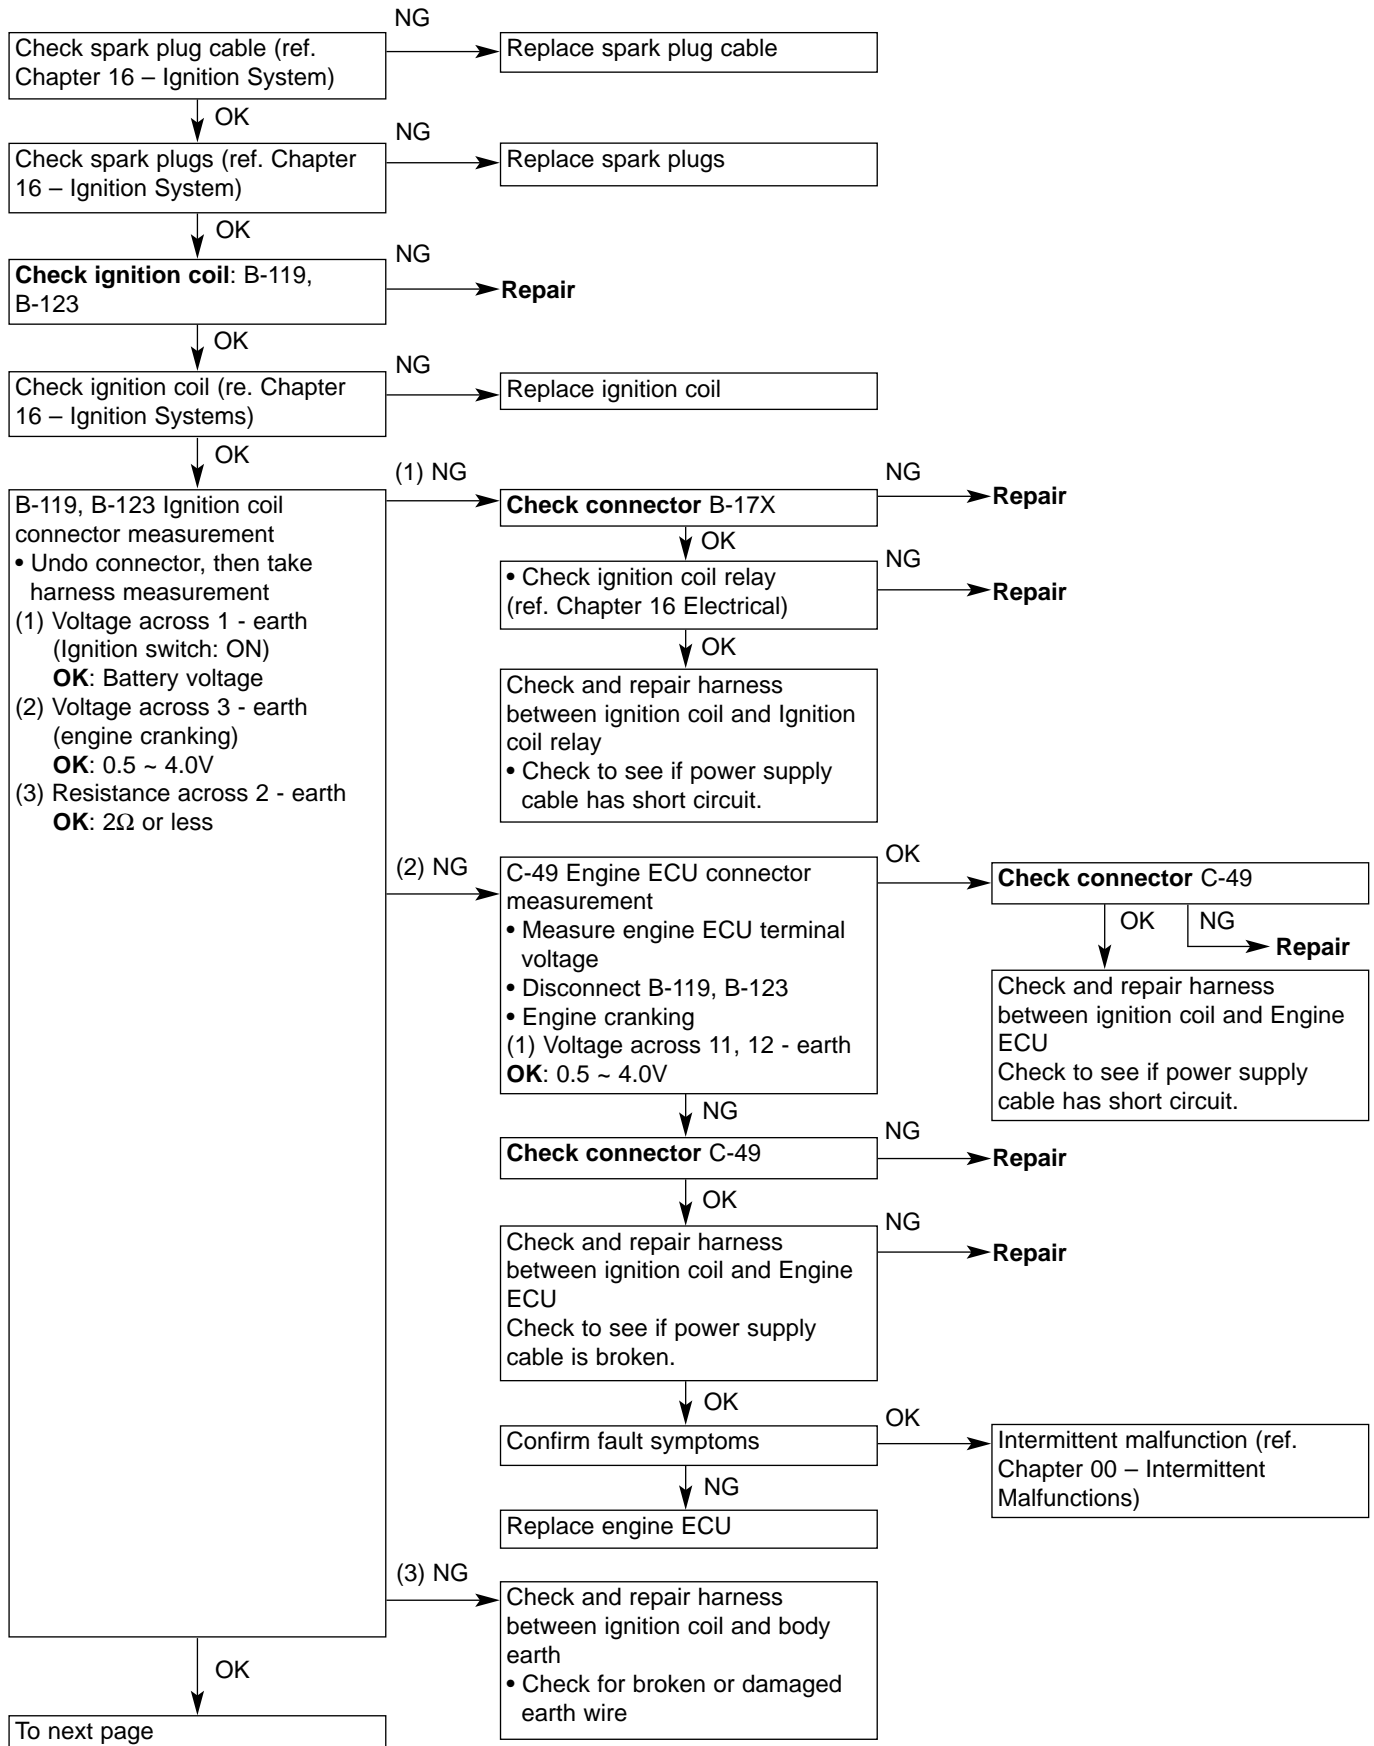 NG
Check spark plug cable (ref.
Chapter 16 – Ignition System)
Replace spark plug cable
OK
NG
Check spark plugs (ref. Chapter
16 – Ignition System)
Replace spark plugs
OK
NG
Check ignition coil: B-119,
B-123
Repair
OK
NG
Check ignition coil (re. Chapter
16 – Ignition Systems)
Replace ignition coil
OK
(1) NG
B-119, B-123 Ignition coil
connector measurement
• Undo connector, then take
harness measurement
(1) Voltage across 1 - earth
(Ignition switch: ON)
OK: Battery voltage
(2) Voltage across 3 - earth
(engine cranking)
OK: 0.5 ~ 4.0V
(3) Resistance across 2 - earth
OK: 2Ω or less
Check connector B-17X
NG
Repair
OK
• Check ignition coil relay
(ref. Chapter 16 Electrical)
NG
Repair
OK
Check and repair harness
between ignition coil and Ignition
coil relay
• Check to see if power supply
cable has short circuit.
(2) NG
C-49 Engine ECU connector
measurement
• Measure engine ECU terminal
voltage
• Disconnect B-119, B-123
• Engine cranking
(1) Voltage across 11, 12 - earth
OK: 0.5 ~ 4.0V
OK
Check connector C-49
OK
NG
Repair
Check and repair harness
between ignition coil and Engine
ECU
Check to see if power supply
cable has short circuit.
NG
Check connector C-49
NG
Repair
OK
Check and repair harness
between ignition coil and Engine
ECU
Check to see if power supply
cable is broken.
NG
Repair
OK
Confirm fault symptoms
OK
Intermittent malfunction (ref.
Chapter 00 – Intermittent
Malfunctions)
NG
Replace engine ECU
(3) NG
Check and repair harness
between ignition coil and body
earth
• Check for broken or damaged
earth wire
OK
To next page